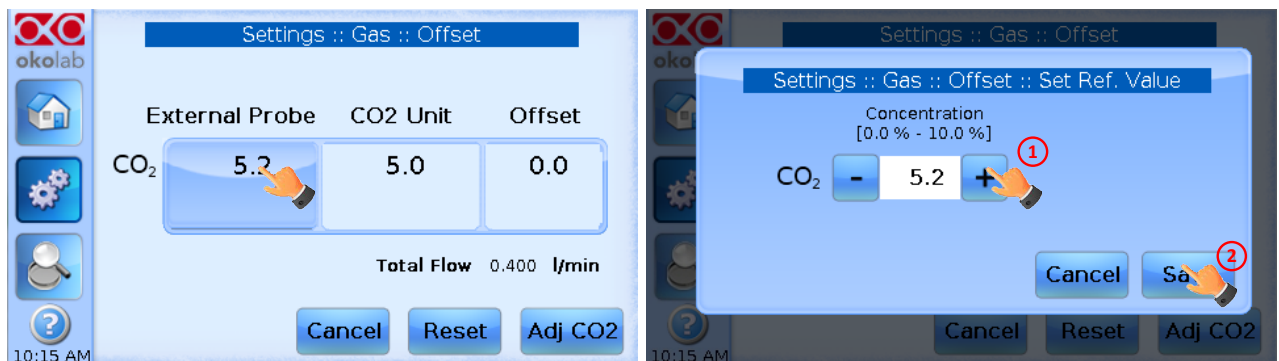 Settings :: Gas :: Offset
okolab
External Probe CO2 Unit Offset
CO₂ 5.2 5.0 0.0
Total Flow 0.400 l/min
Cancel Reset Adj CO2
10:15 AM
Settings :: Gas :: Offset
oko
Settings :: Gas :: Offset :: Set Ref. Value
Concentration
[0.0 % - 10.0 %]
1
CO₂ - 5.2 +
2
Cancel Sa
Cancel Reset Adj CO2
10:15 AM